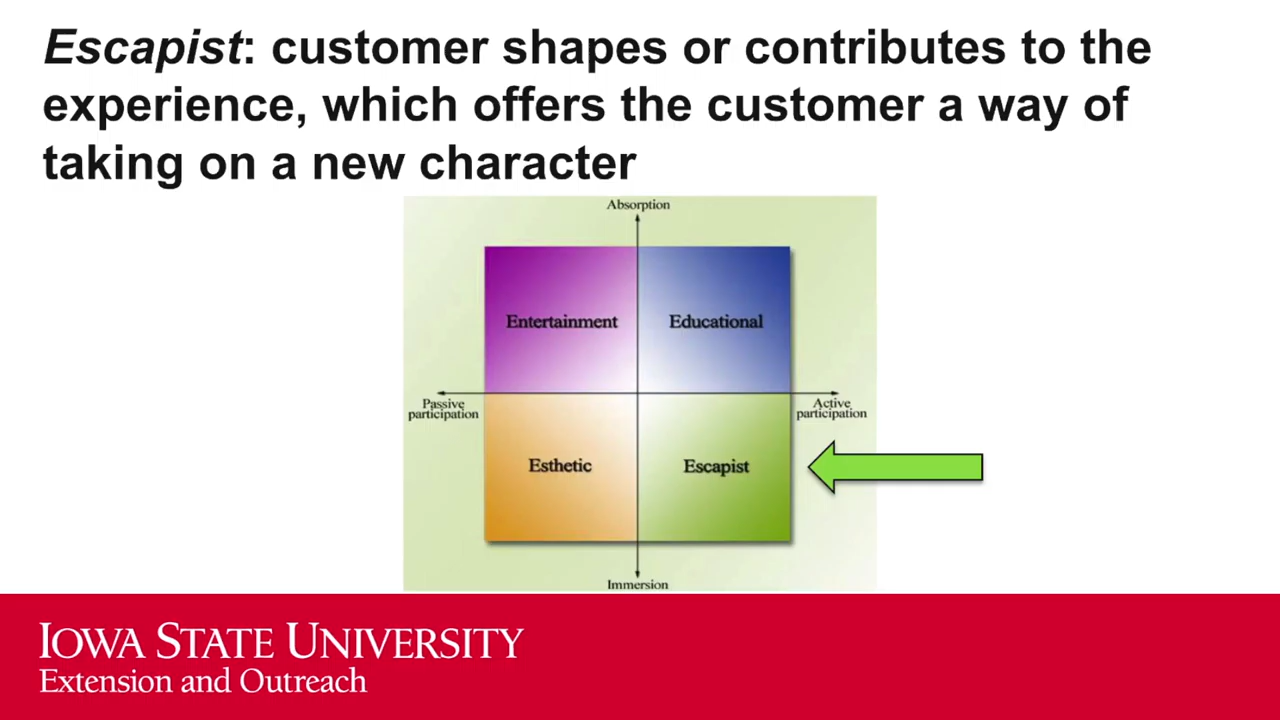 Escapist: customer shapes or contributes to the
experience, which offers the customer a way of
taking on a new character
Absorption
Entertainment
Educational
Passive
participation
Active
participation
Esthetic
Escapist
Immersion
IOWA STATE UNIVERSITY
Extension and Outreach